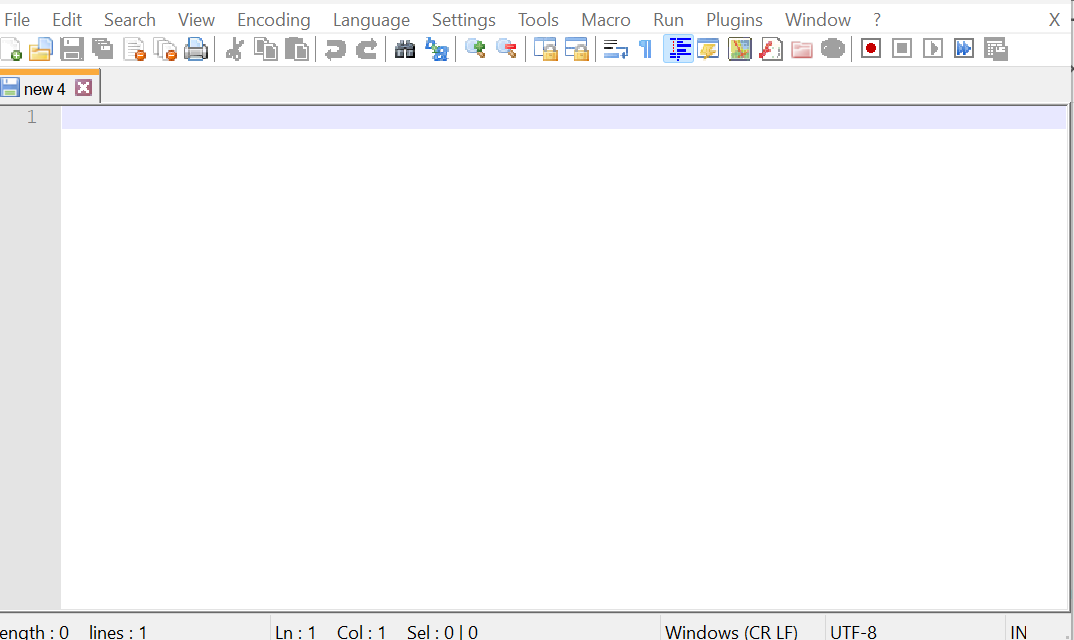 File Edit Search View Encoding Language Settings Tools Macro Run Plugins Window ? X
new 4
1
ength : 0 lines : 1 Ln : 1 Col : 1 Sel : 0 | 0 Windows (CR LF) UTF-8 IN